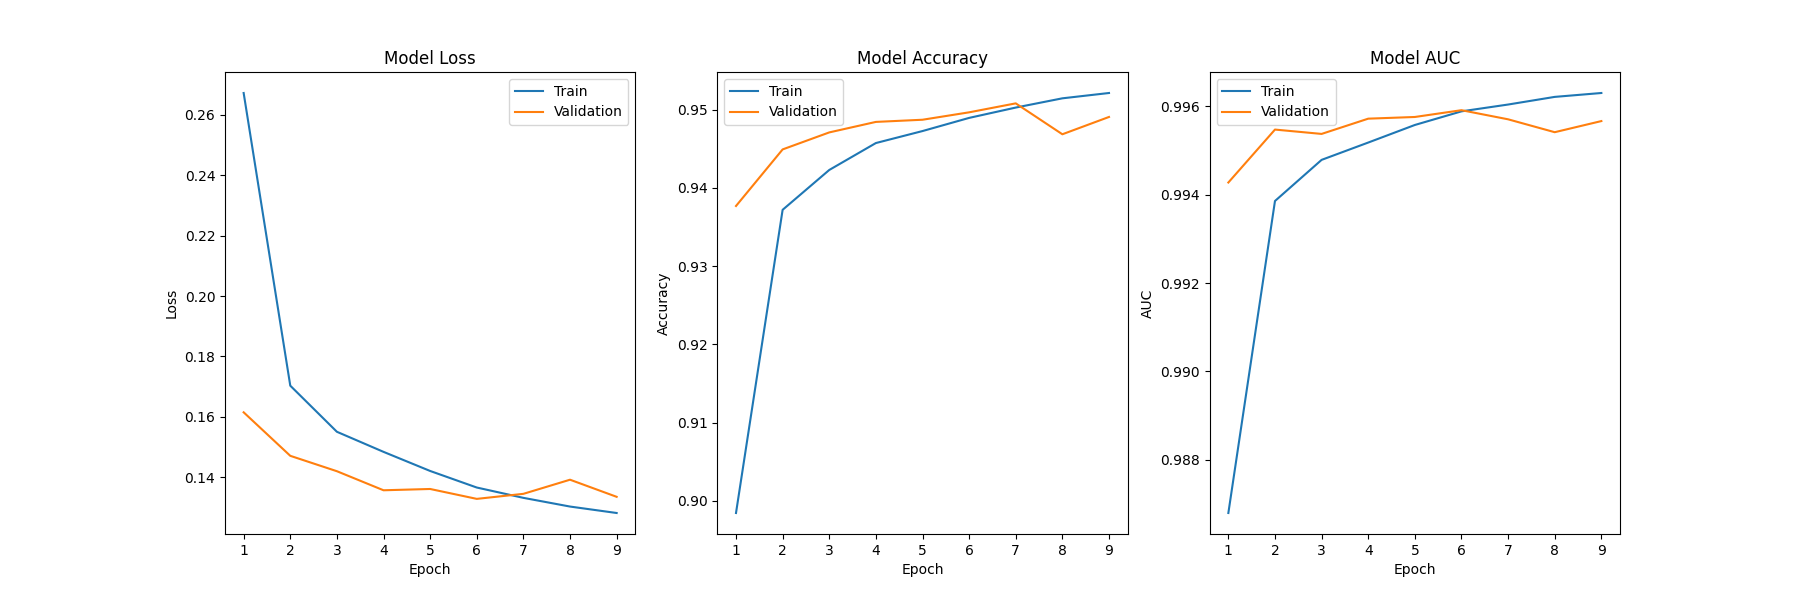 Model Loss
Train
Validation
0.26
0.24
0.22
0.20
0.18
0.16
0.14
Loss
1 2 3 4 5 6 7 8 9
Epoch
Model Accuracy
Train
Validation
0.95
0.94
0.93
0.92
0.91
0.90
Accuracy
1 2 3 4 5 6 7 8 9
Epoch
Model AUC
Train
Validation
0.996
0.994
0.992
0.990
0.988
AUC
1 2 3 4 5 6 7 8 9
Epoch